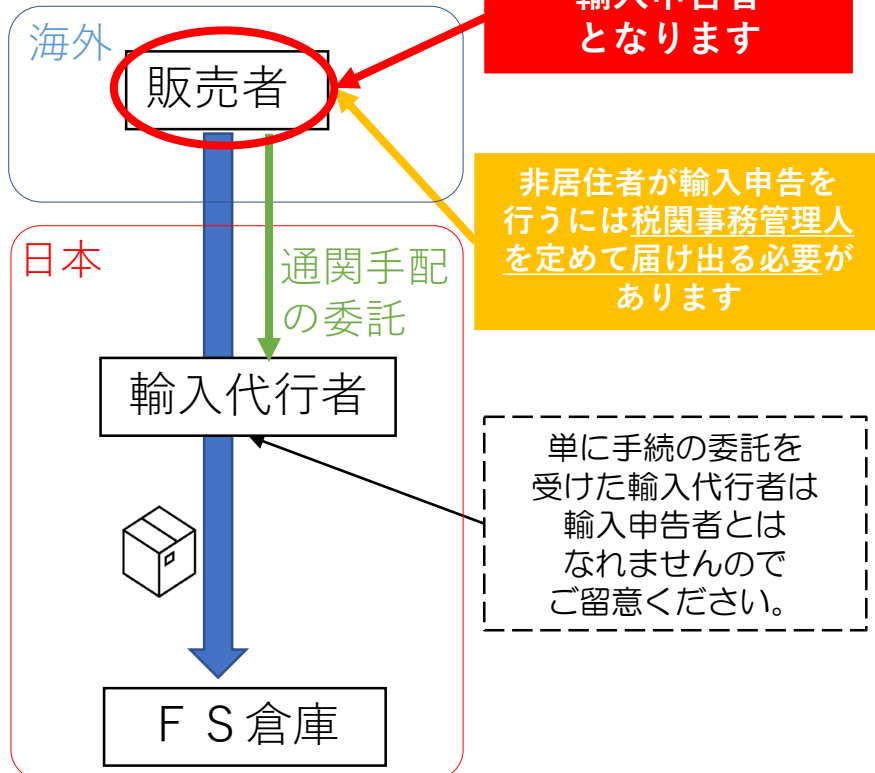 輸入申告者
となります
海外
販売者
非居住者が輸入申告を
行うには税関事務管理人
を定めて届け出る必要が
あります
日本
通関手配
の委託
輸入代行者
単に手続の委託を
受けた輸入代行者は
輸入申告者とは
なれませんので
ご留意ください。
ＦＳ倉庫